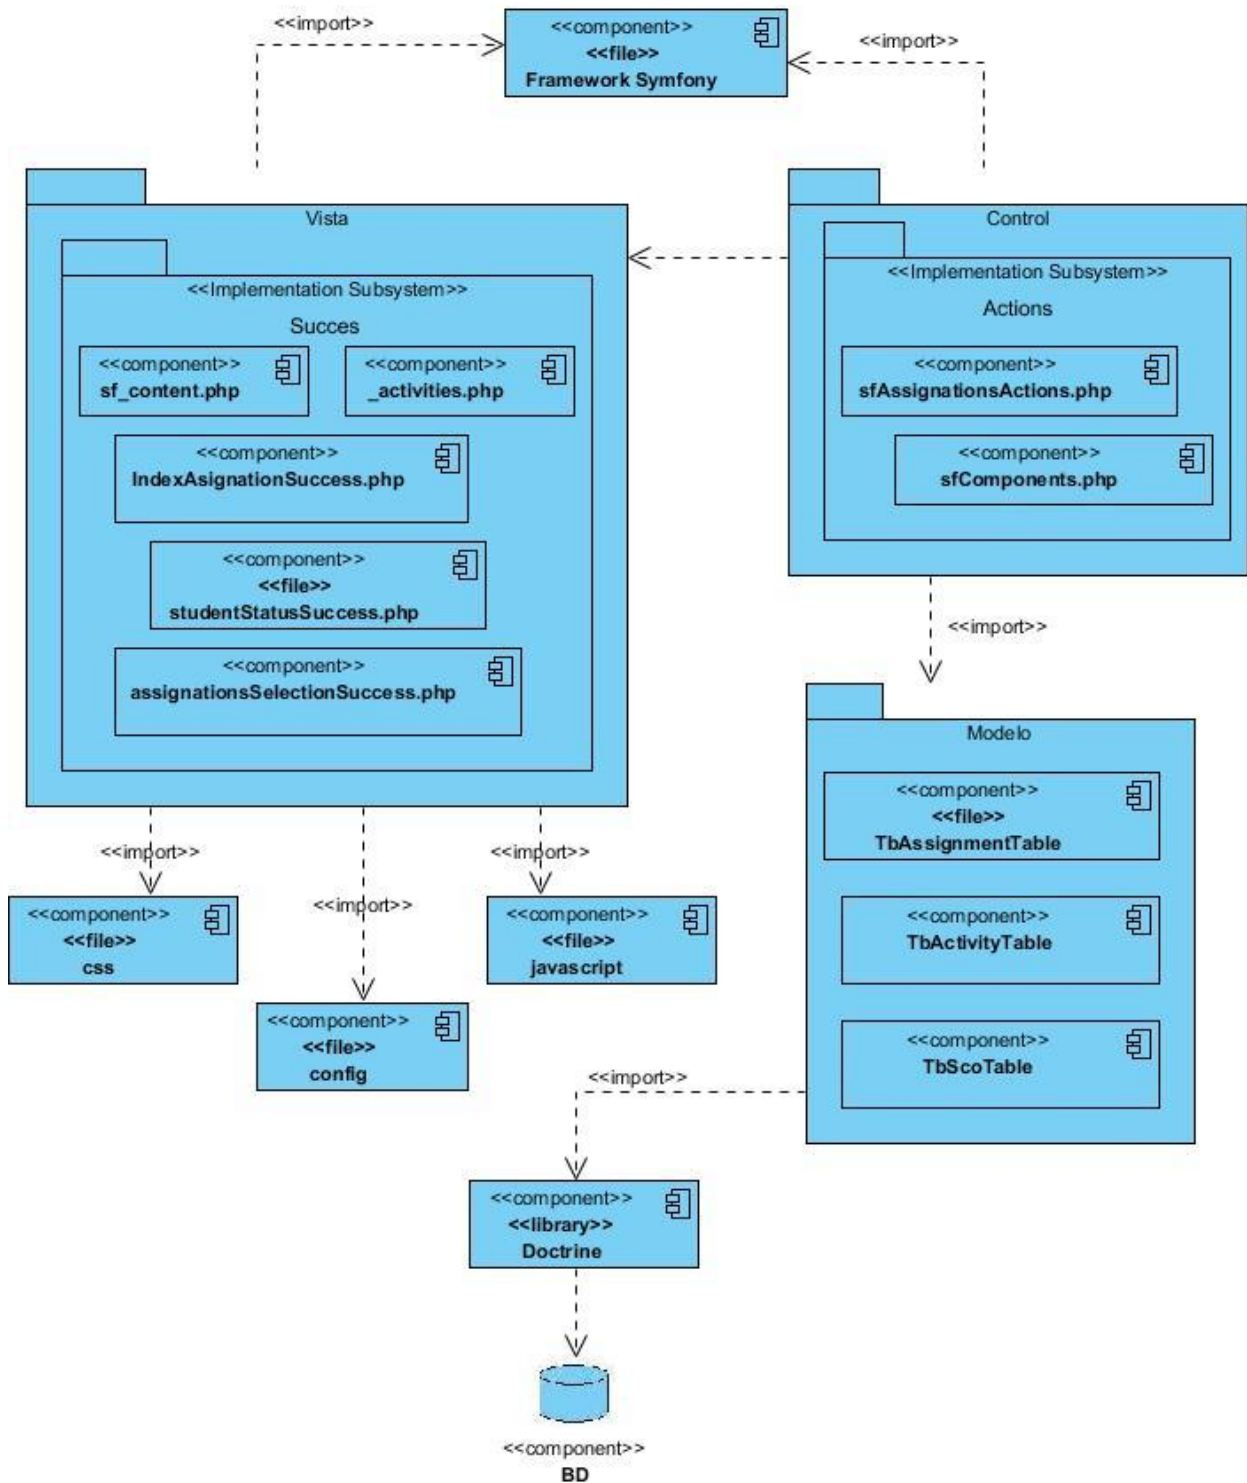 <<import>>
<<component>>
<<file>>
Framework Symfony
<<import>>
Vista
<<Implementation Subsystem>>
Succes
<<component>>
sf_content.php
<<component>>
_activities.php
<<component>>
IndexAsignationSuccess.php
<<component>>
<<file>>
studentStatusSuccess.php
<<component>>
assignationsSelectionSuccess.php
Control
<<Implementation Subsystem>>
Actions
<<component>>
sfAssignationsActions.php
<<component>>
sfComponents.php
<<import>>
Modelo
<<component>>
<<file>>
TbAssignmentTable
<<component>>
TbActivityTable
<<component>>
TbScoTable
<<import>>
<<import>>
<<import>>
<<component>>
<<file>>
css
<<component>>
<<file>>
javascript
<<component>>
<<file>>
config
<<import>>
<<component>>
<<library>>
Doctrine
<<component>>
BD